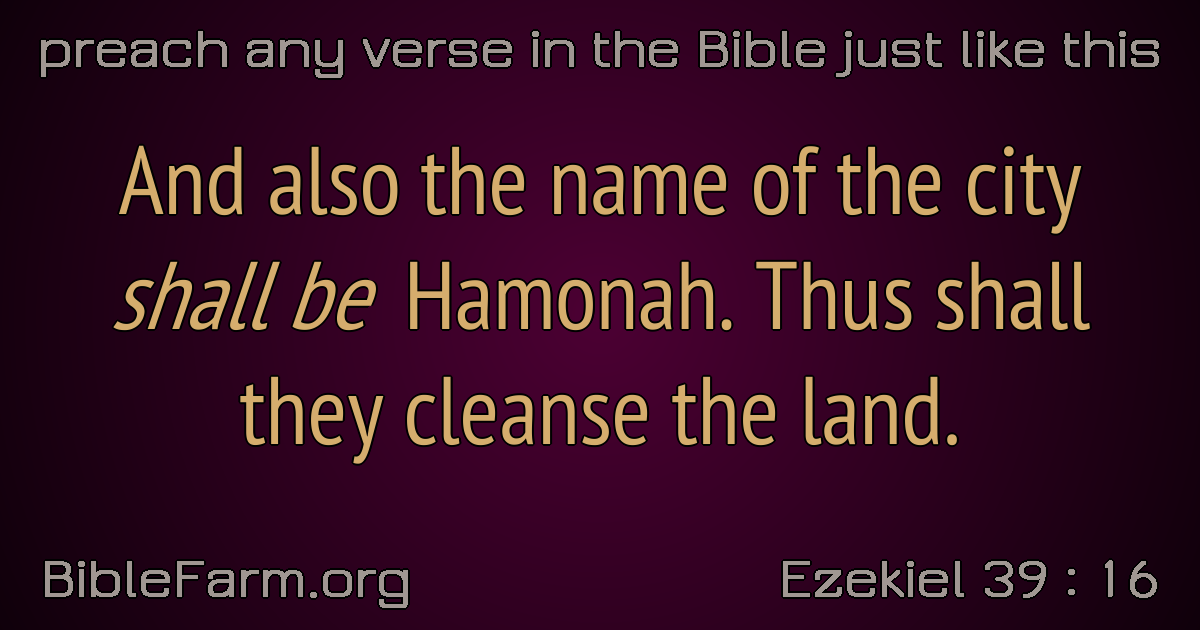 preach any verse in the Bible just like this
And also the name of the city
shall be Hamonah. Thus shall
they cleanse the land.
BibleFarm.org
Ezekiel 39 : 16